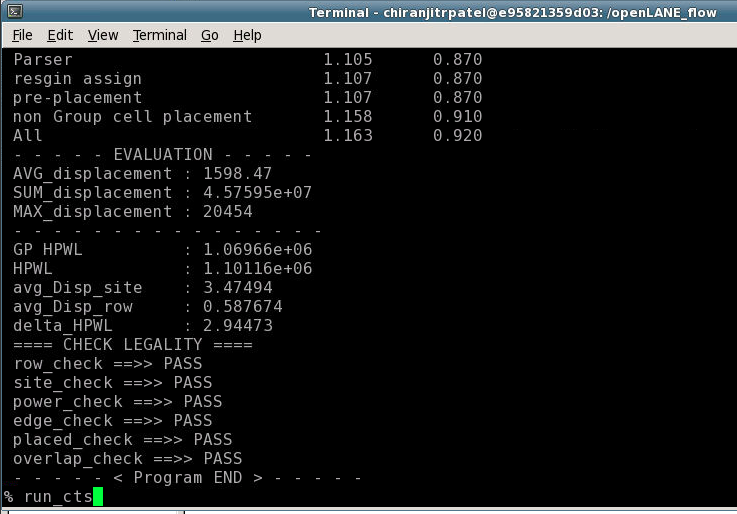 Terminal - chiranjitrpatel@e95821359d03: /openLANE_flow
File Edit View Terminal Go Help
Parser 1.105 0.870
resgin assign 1.107 0.870
pre-placement 1.107 0.870
non Group cell placement 1.158 0.910
All 1.163 0.920
- - - - - EVALUATION - - - - -
AVG_displacement : 1598.47
SUM_displacement : 4.57595e+07
MAX_displacement : 20454
- - - - - - - - - - - - - - - -
GP HPWL : 1.06966e+06
HPWL : 1.10116e+06
avg_Disp_site : 3.47494
avg_Disp_row : 0.587674
delta_HPWL : 2.94473
==== CHECK LEGALITY ====
row_check ==>> PASS
site_check ==>> PASS
power_check ==>> PASS
edge_check ==>> PASS
placed_check ==>> PASS
overlap_check ==>> PASS
- - - - - < Program END > - - - - -
% run_cts